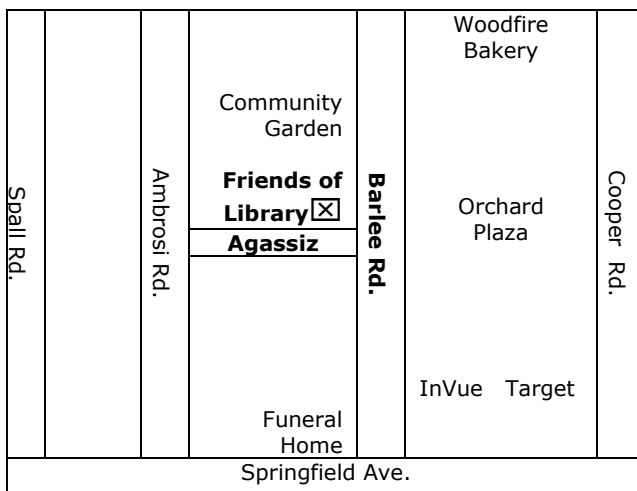 Woodfire
Bakery
Community
Garden
Spall Rd.
Ambrosi Rd.
Friends of
Library
Barlee Rd.
Orchard
Plaza
Cooper Rd.
Agassiz
InVue Target
Funeral
Home
Springfield Ave.